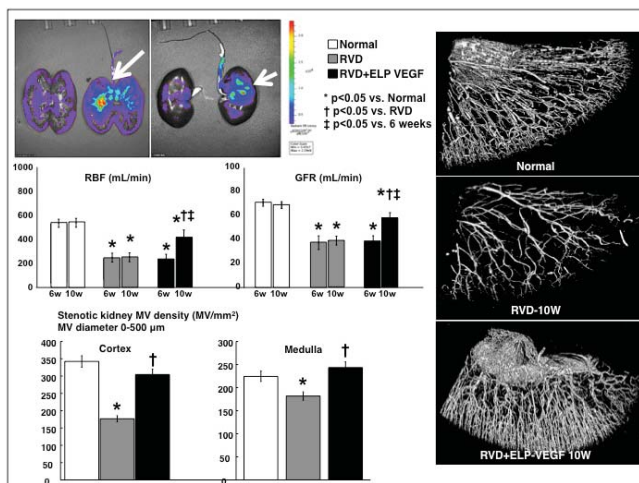 Normal
RVD
RVD+ELP VEGF
* p<0.05 vs. Normal
† p<0.05 vs. RVD
‡ p<0.05 vs. 6 weeks
Normal
RBF (mL/min)
1000
800
600
400
200
0
* *
* *†‡
6w 10w 6w 10w 6w 10w
GFR (mL/min)
100
80
60
40
20
0
* *
* *†‡
6w 10w 6w 10w 6w 10w
RVD-10W
Stenotic kidney MV density (MV/mm²)
MV diameter 0-500 µm
Cortex
400
350
300
250
200
150
100
50
0
*
†
Medulla
300
250
200
150
100
50
0
*
†
RVD+ELP-VEGF 10W